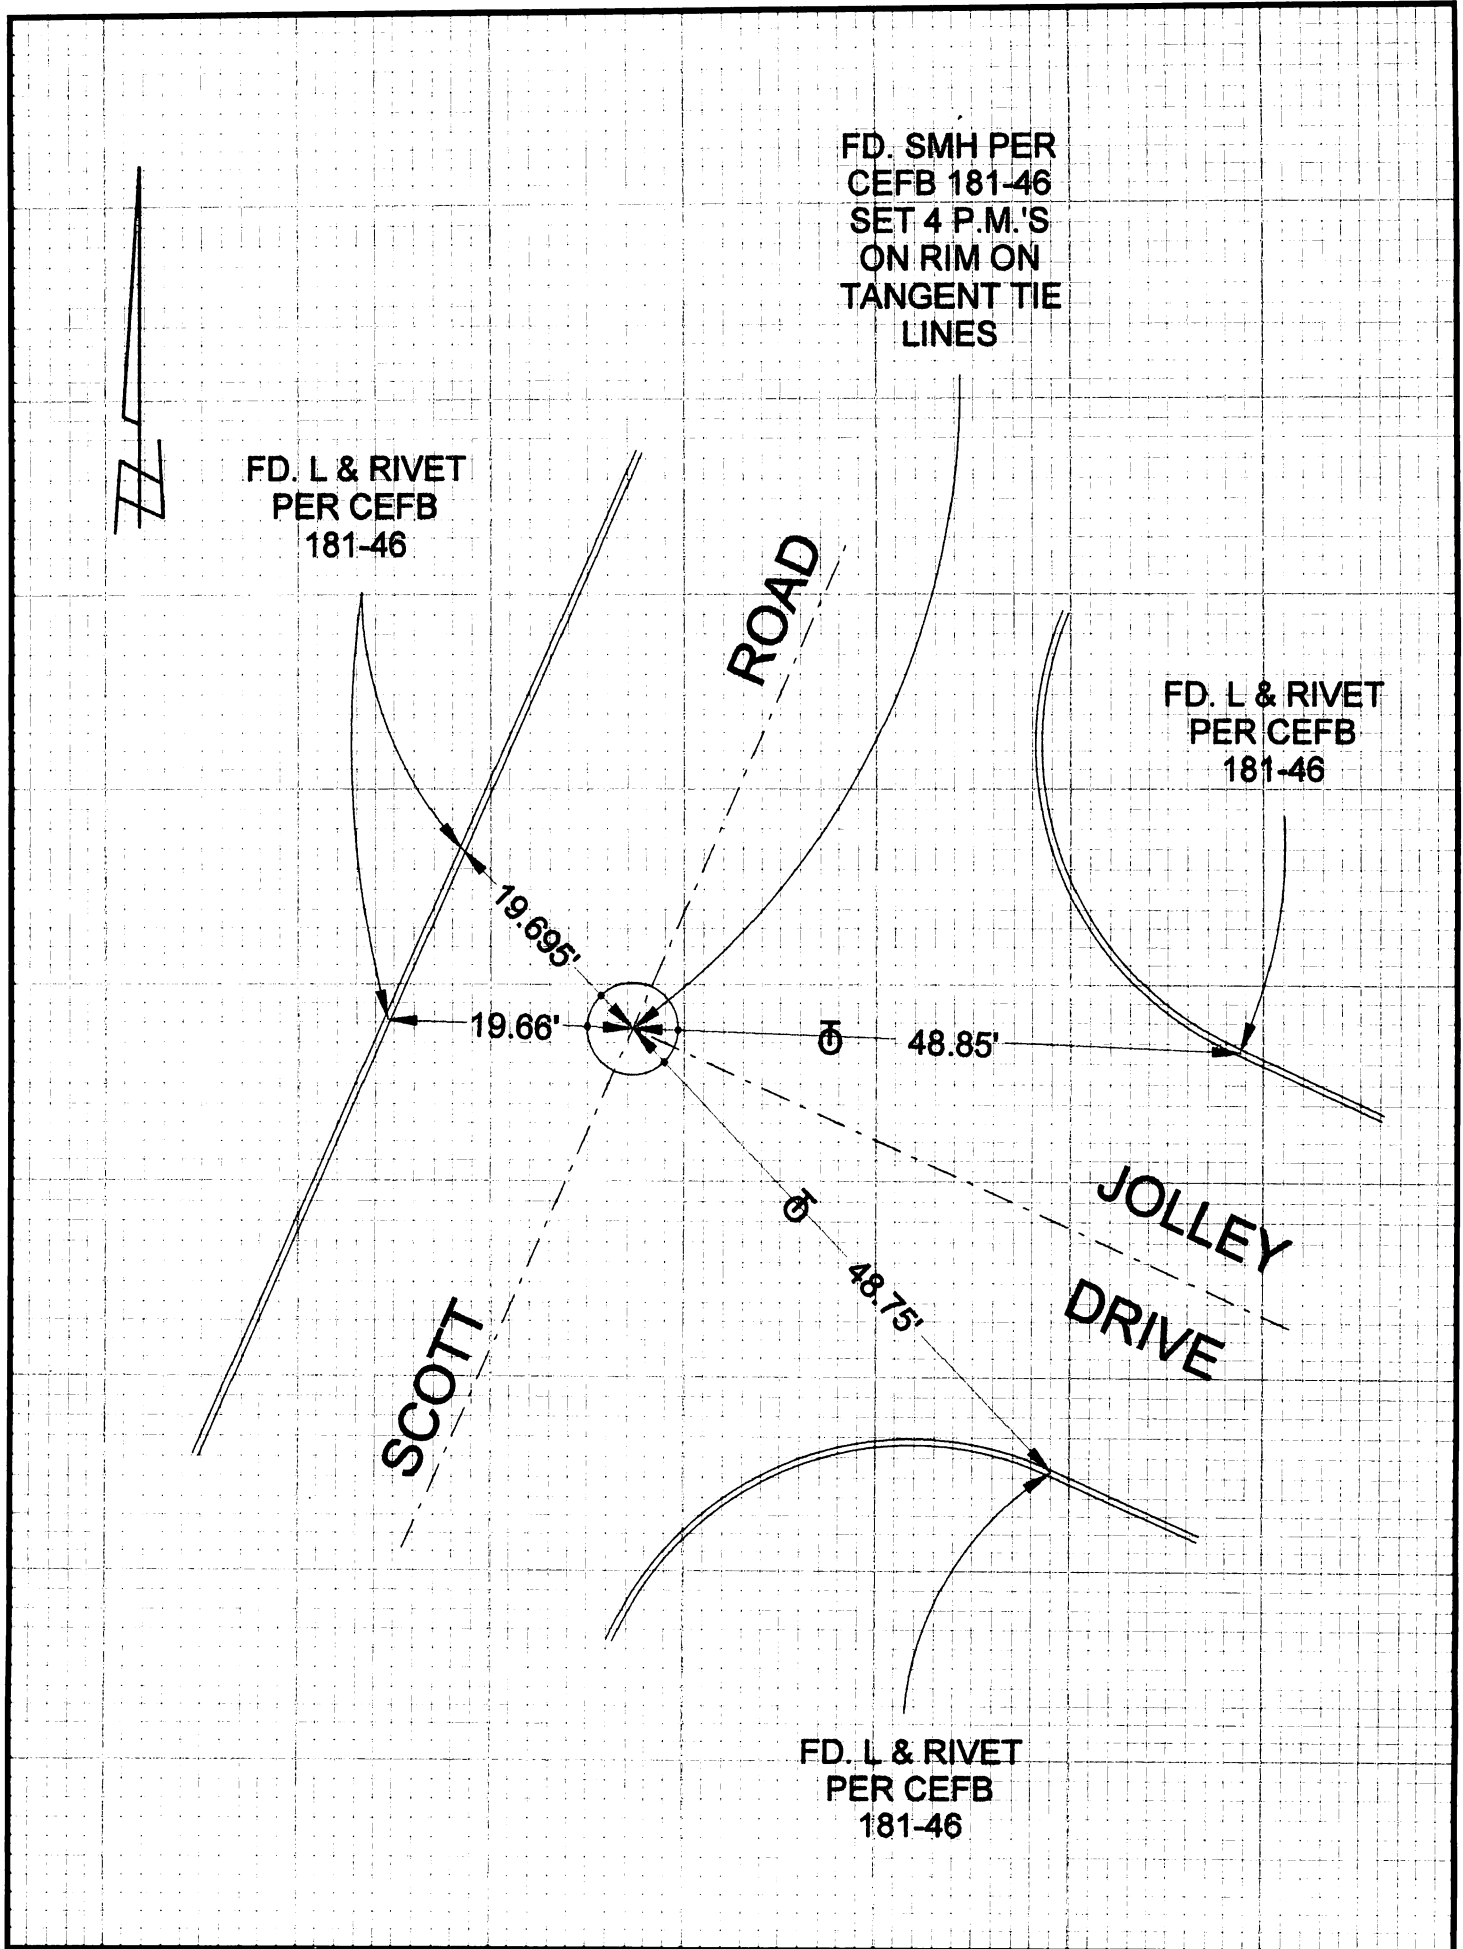 FD. SMH PER
CEFB 181-46
SET 4 P.M.'S
ON RIM ON
TANGENT TIE
LINES
FD. L & RIVET
PER CEFB
181-46
ROAD
FD. L & RIVET
PER CEFB
181-46
19.695'
19.66'
48.85'
JOLLEY
DRIVE
48.75'
SCOTT
FD. L & RIVET
PER CEFB
181-46
Z